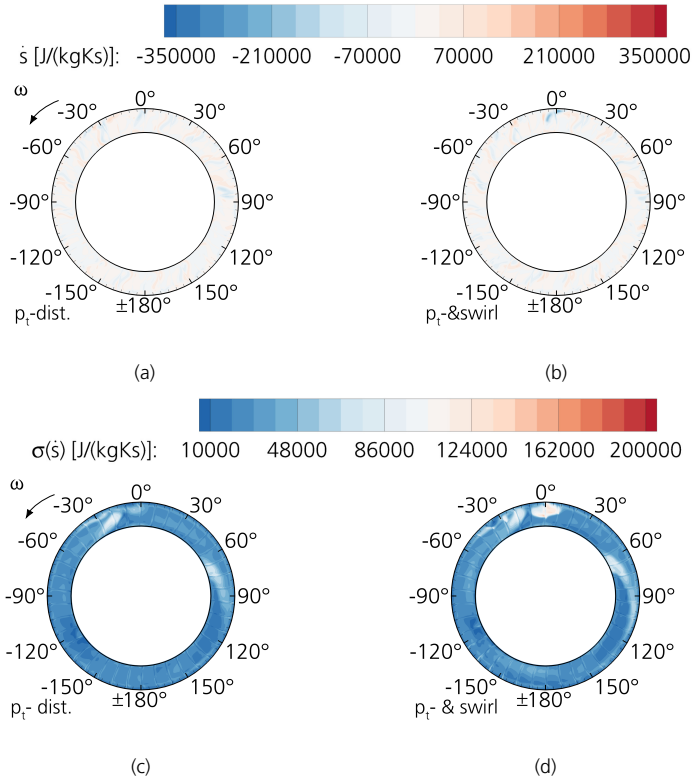 ṡ [J/(kgKs)]: -350000 -210000 -70000 70000 210000 350000
ω
0° 30° 60° 90° 120° 150° ±180° -150° -120° -90° -60° -30°
pt-dist.
0° 30° 60° 90° 120° 150° ±180° -150° -120° -90° -60° -30°
pt-&swirl
(a) (b)
σ(ṡ) [J/(kgKs)]: 10000 48000 86000 124000 162000 200000
ω
0° 30° 60° 90° 120° 150° ±180° -150° -120° -90° -60° -30°
pt- dist.
0° 30° 60° 90° 120° 150° ±180° -150° -120° -90° -60° -30°
pt- & swirl
(c) (d)